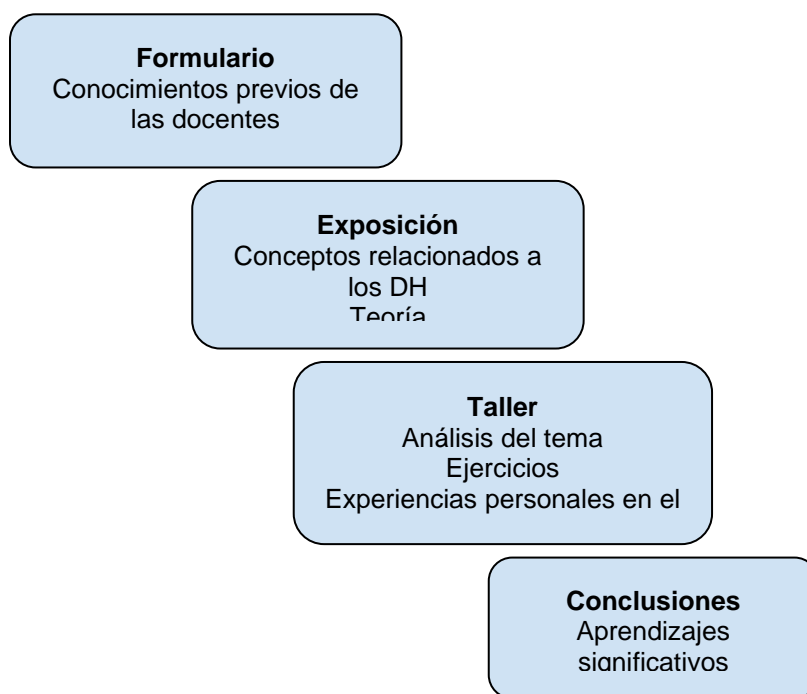 Formulario
Conocimientos previos de
las docentes
Exposición
Conceptos relacionados a
los DH
Teoría
Taller
Análisis del tema
Ejercicios
Experiencias personales en el
Conclusiones
Aprendizajes
significativos